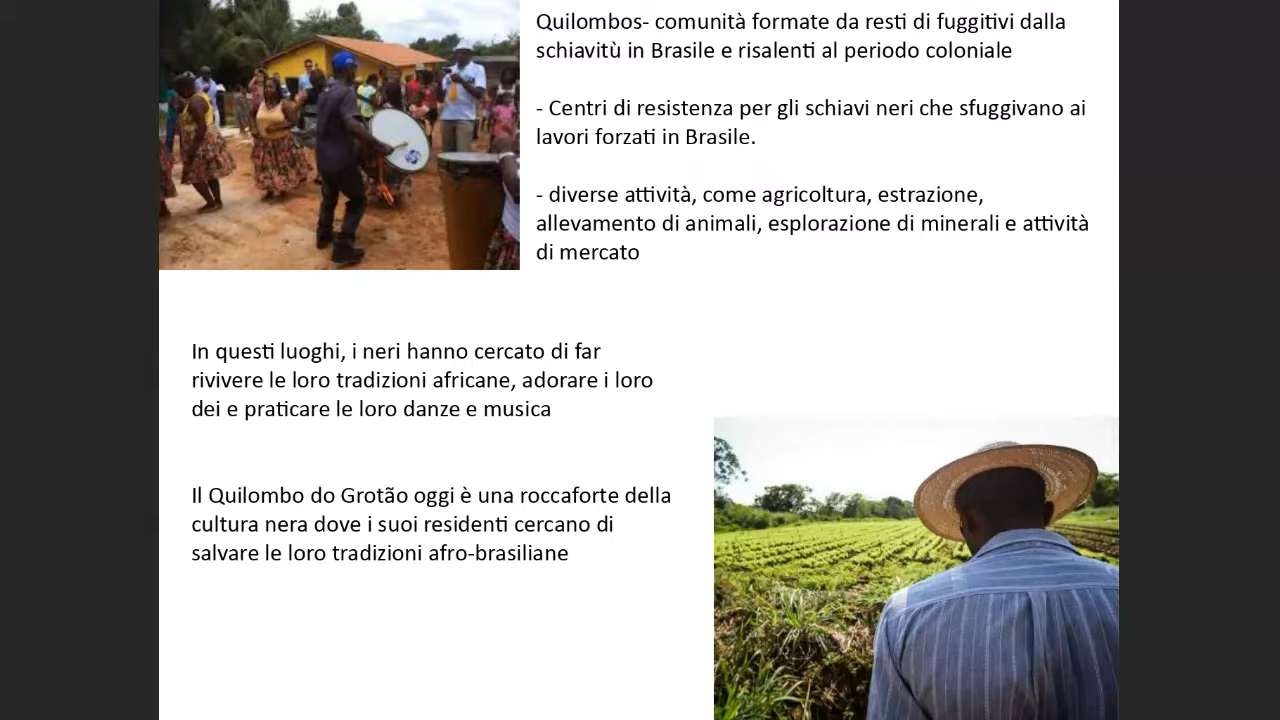 Quilombos- comunità formate da resti di fuggitivi dalla
schiavitù in Brasile e risalenti al periodo coloniale
- Centri di resistenza per gli schiavi neri che sfuggivano ai
lavori forzati in Brasile.
- diverse attività, come agricoltura, estrazione,
allevamento di animali, esplorazione di minerali e attività
di mercato
In questi luoghi, i neri hanno cercato di far
rivivere le loro tradizioni africane, adorare i loro
dei e praticare le loro danze e musica
Il Quilombo do Grotão oggi è una roccaforte della
cultura nera dove i suoi residenti cercano di
salvare le loro tradizioni afro-brasiliane